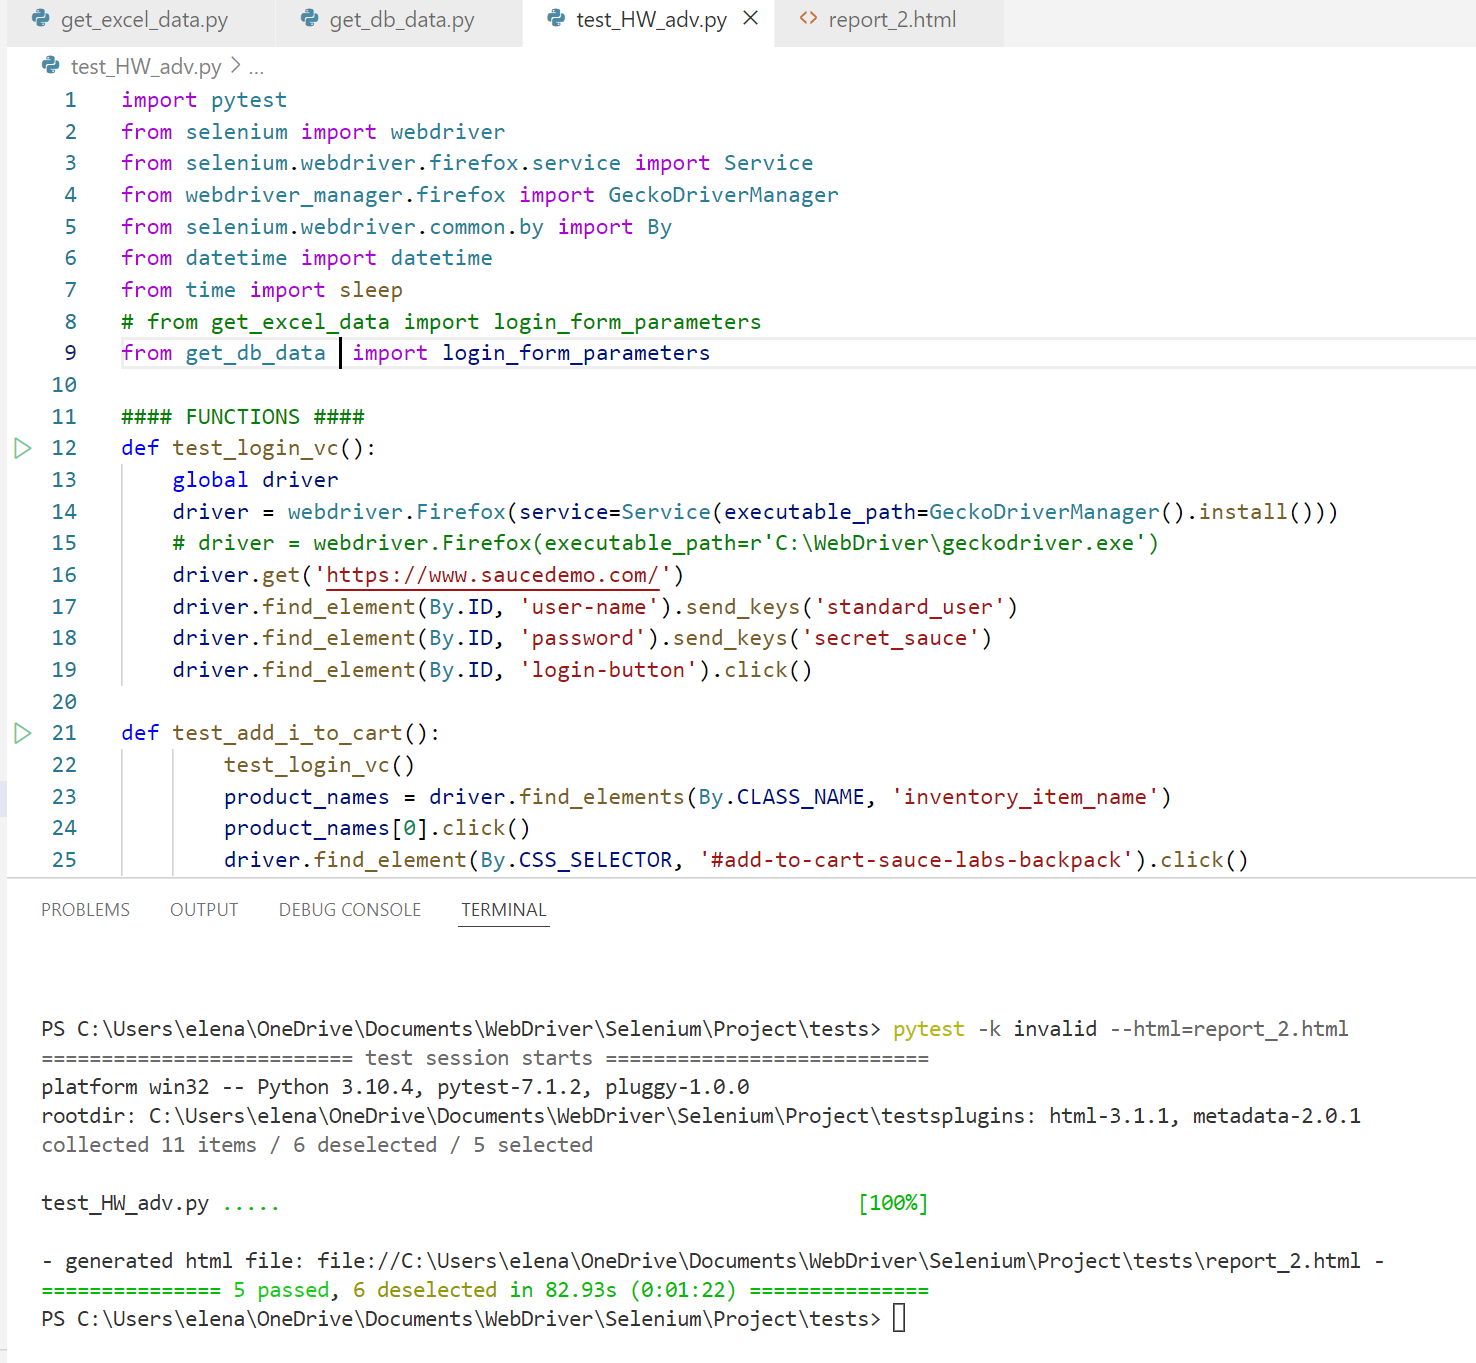 get_excel_data.py get_db_data.py test_HW_adv.py × <> report_2.html
test_HW_adv.py > ...
1 import pytest
2 from selenium import webdriver
3 from selenium.webdriver.firefox.service import Service
4 from webdriver_manager.firefox import GeckoDriverManager
5 from selenium.webdriver.common.by import By
6 from datetime import datetime
7 from time import sleep
8 # from get_excel_data import login_form_parameters
9 from get_db_data  import login_form_parameters
10
11 #### FUNCTIONS ####
12 def test_login_vc():
13     global driver
14     driver = webdriver.Firefox(service=Service(executable_path=GeckoDriverManager().install()))
15     # driver = webdriver.Firefox(executable_path=r'C:\WebDriver\geckodriver.exe')
16     driver.get('https://www.saucedemo.com/')
17     driver.find_element(By.ID, 'user-name').send_keys('standard_user')
18     driver.find_element(By.ID, 'password').send_keys('secret_sauce')
19     driver.find_element(By.ID, 'login-button').click()
20
21 def test_add_i_to_cart():
22         test_login_vc()
23         product_names = driver.find_elements(By.CLASS_NAME, 'inventory_item_name')
24         product_names[0].click()
25         driver.find_element(By.CSS_SELECTOR, '#add-to-cart-sauce-labs-backpack').click()
PROBLEMS OUTPUT DEBUG CONSOLE TERMINAL
PS C:\Users\elena\OneDrive\Documents\WebDriver\Selenium\Project\tests> pytest -k invalid --html=report_2.html
========================== test session starts ===========================
platform win32 -- Python 3.10.4, pytest-7.1.2, pluggy-1.0.0
rootdir: C:\Users\elena\OneDrive\Documents\WebDriver\Selenium\Project\testsplugins: html-3.1.1, metadata-2.0.1
collected 11 items / 6 deselected / 5 selected
test_HW_adv.py ..... [100%]
- generated html file: file://C:\Users\elena\OneDrive\Documents\WebDriver\Selenium\Project\tests\report_2.html -
=============== 5 passed, 6 deselected in 82.93s (0:01:22) ===============
PS C:\Users\elena\OneDrive\Documents\WebDriver\Selenium\Project\tests>